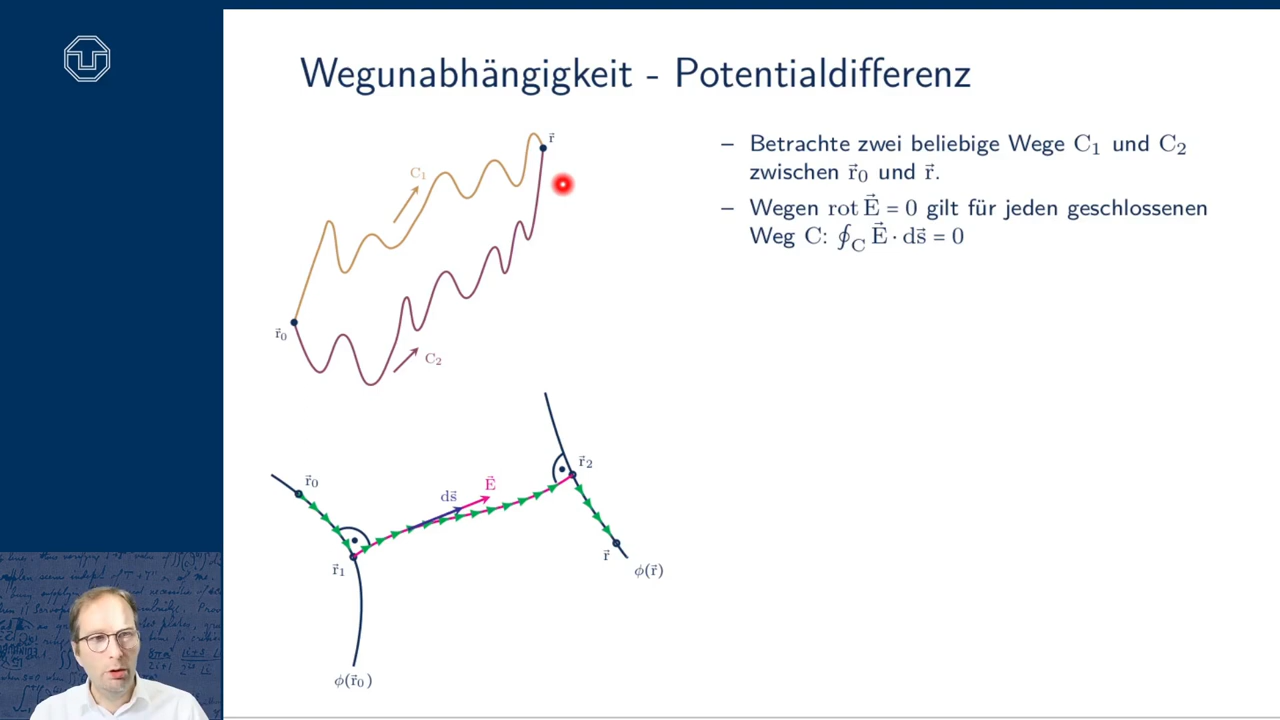 Wegunabhängigkeit - Potentialdifferenz
– Betrachte zwei beliebige Wege C₁ und C₂
zwischen r⃗₀ und r⃗.
– Wegen rot E⃗ = 0 gilt für jeden geschlossenen
Weg C: ∮_C E⃗ · ds⃗ = 0
r⃗
C₁
r⃗₀
C₂
r⃗₀
r⃗₂
ds⃗
E⃗
r⃗₁
r⃗
ϕ(r⃗)
ϕ(r⃗₀)